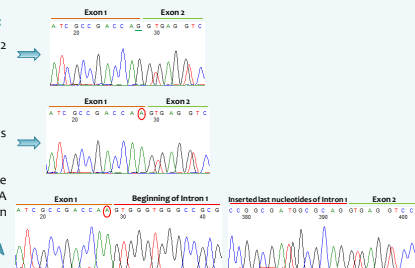 Exon 1 Exon 2
A T C G C C G A C C A G G T G A G G T C
20 30
2
Exon 1 Exon 2
A T C G C C G A C C A A G T G A G G T C
20 30
s
e
A
n
Exon 1 Beginning of Intron 1 Inserted last nucleotides of Intron 1 Exon 2
A T C G C C G A C C A A G T G G G T G G G C C G C G C C G G C G A T G G C G C A G G T G A G G T C C
20 30 40 380 390 400
A